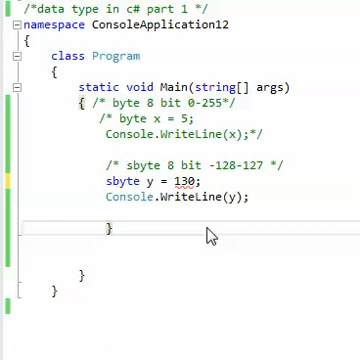 /*data type in c# part 1 */
namespace ConsoleApplication12
{
class Program
{
static void Main(string[] args)
{ /* byte 8 bit 0-255*/
/* byte x = 5;
Console.WriteLine(x);*/
/* sbyte 8 bit -128-127 */
sbyte y = 130;
Console.WriteLine(y);
}
}
}